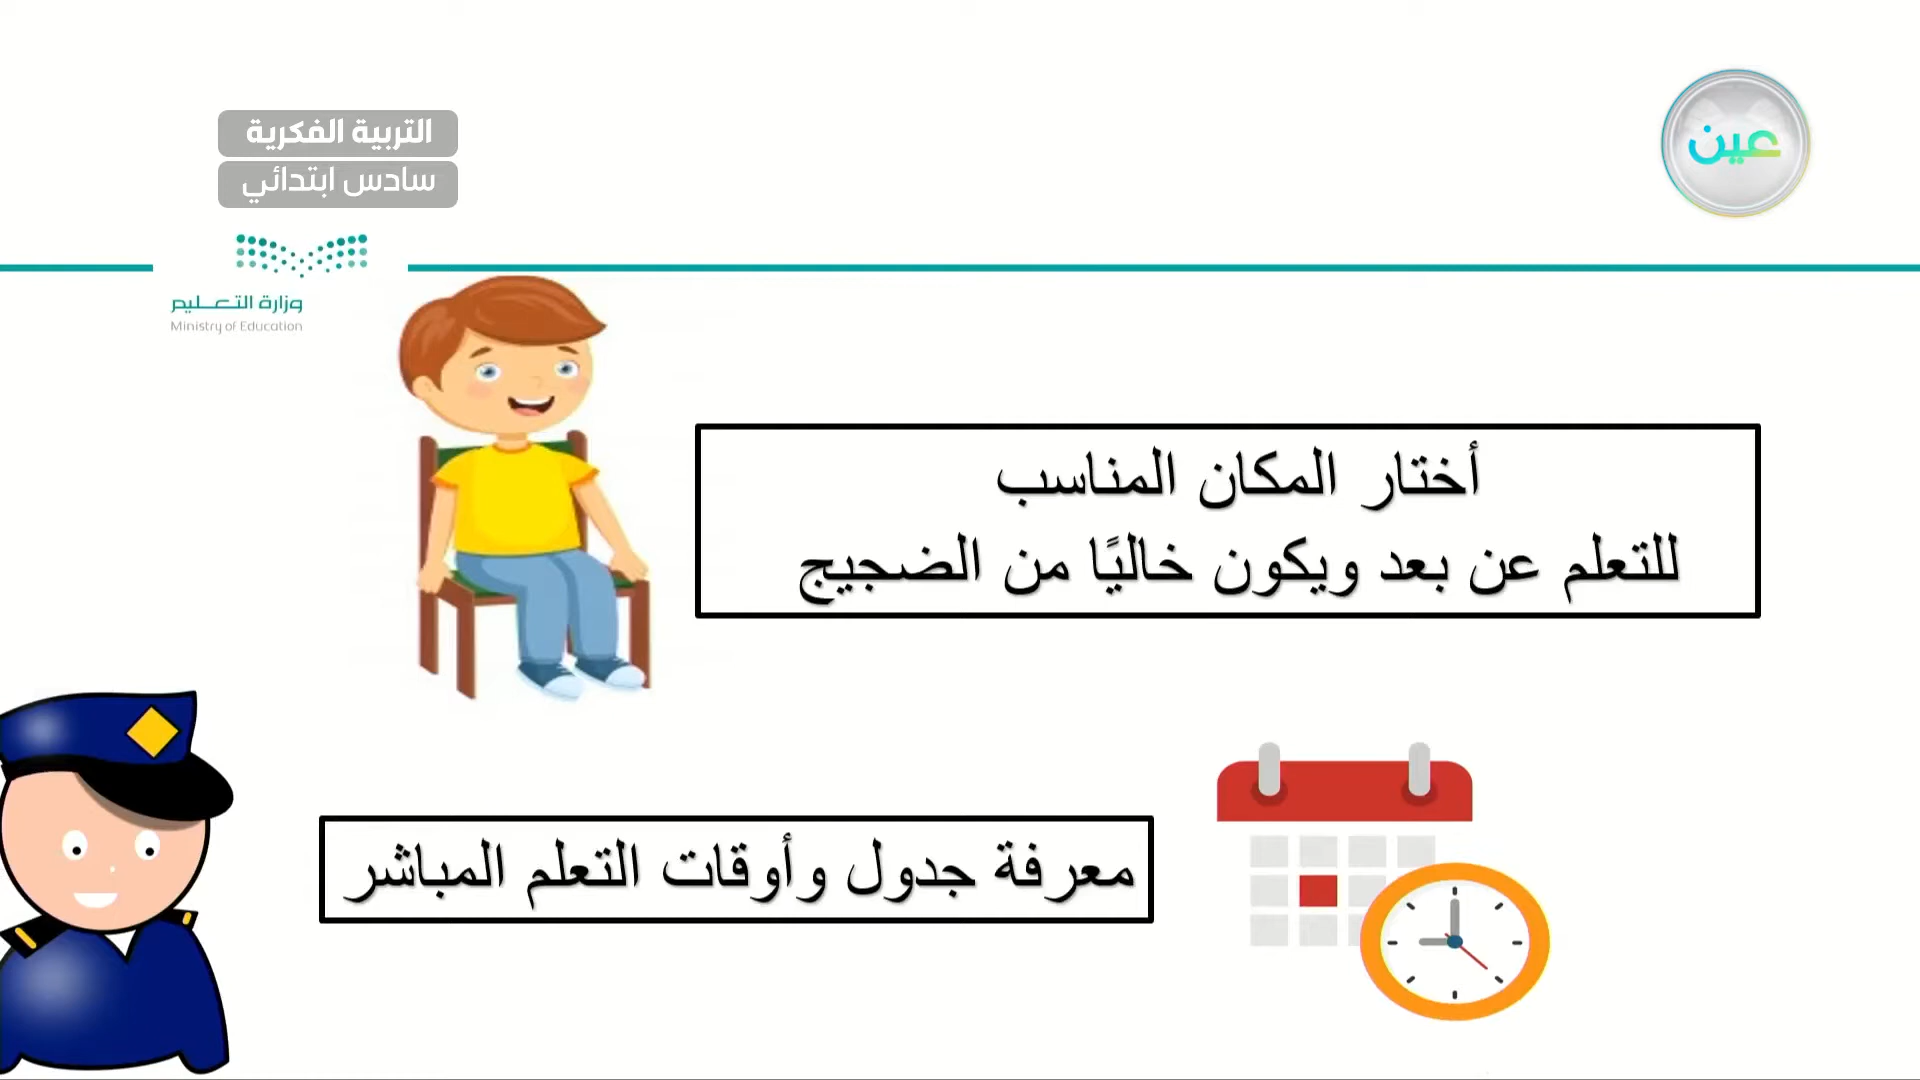 التربية الفكرية
سادس ابتدائي
عين
وزارة التعليم
Ministry of Education
أختار المكان المناسب
للتعلم عن بعد ويكون خاليًا من الضجيج
معرفة جدول وأوقات التعلم المباشر